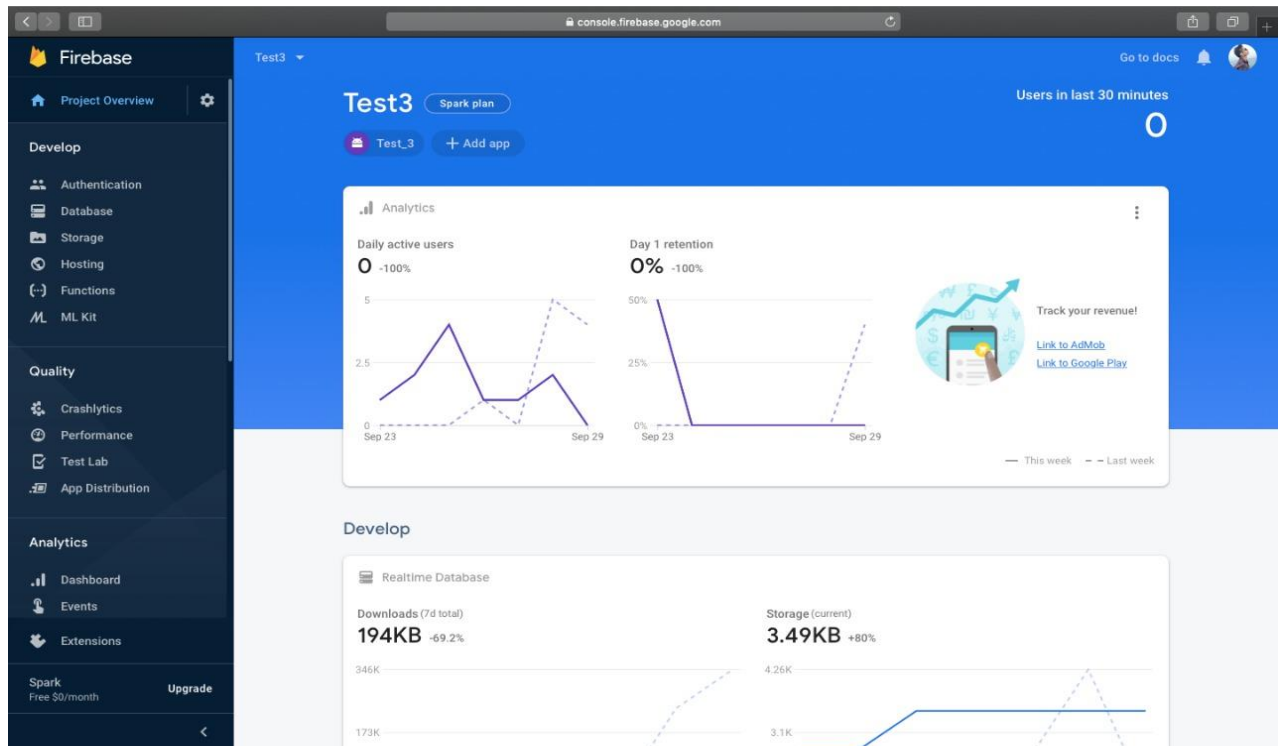 console.firebase.google.com
Firebase
Project Overview
Develop
Authentication
Database
Storage
Hosting
Functions
ML Kit
Quality
Crashlytics
Performance
Test Lab
App Distribution
Analytics
Dashboard
Events
Extensions
Spark
Free $0/month
Upgrade
Test3
Go to docs
Test3 Spark plan
Test_3 + Add app
Users in last 30 minutes
0
Analytics
Daily active users
0 -100%
5
2.5
0
Sep 23 Sep 29
Day 1 retention
0% -100%
50%
25%
0%
Sep 23 Sep 29
Track your revenue!
Link to AdMob
Link to Google Play
This week Last week
Develop
Realtime Database
Downloads (7d total)
194KB -69.2%
346K
173K
Storage (current)
3.49KB +80%
4.26K
3.1K